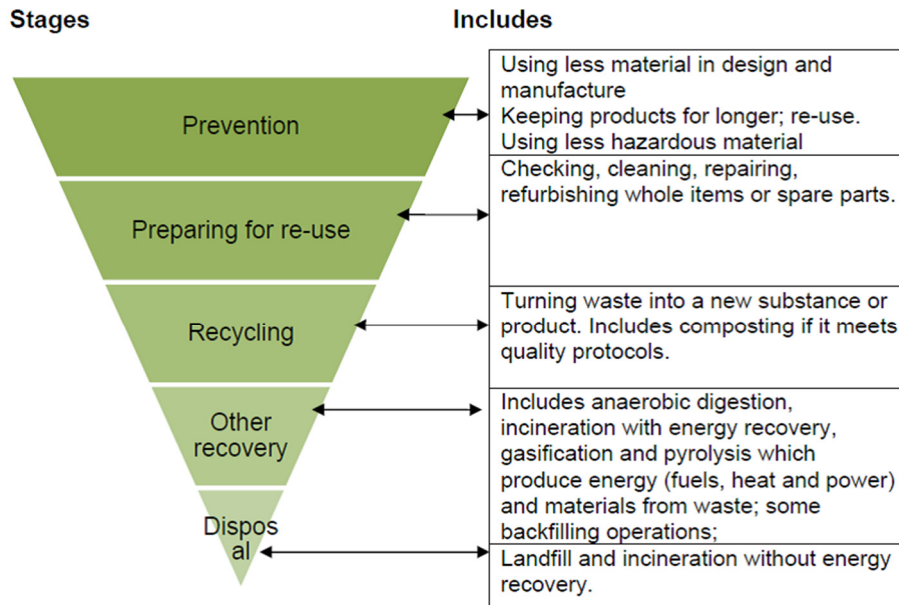 Stages
Includes
Prevention
Using less material in design and
manufacture
Keeping products for longer; re-use.
Using less hazardous material
Preparing for re-use
Checking, cleaning, repairing,
refurbishing whole items or spare parts.
Recycling
Turning waste into a new substance or
product. Includes composting if it meets
quality protocols.
Other
recovery
Includes anaerobic digestion,
incineration with energy recovery,
gasification and pyrolysis which
produce energy (fuels, heat and power)
and materials from waste; some
backfilling operations;
Dispos
al
Landfill and incineration without energy
recovery.